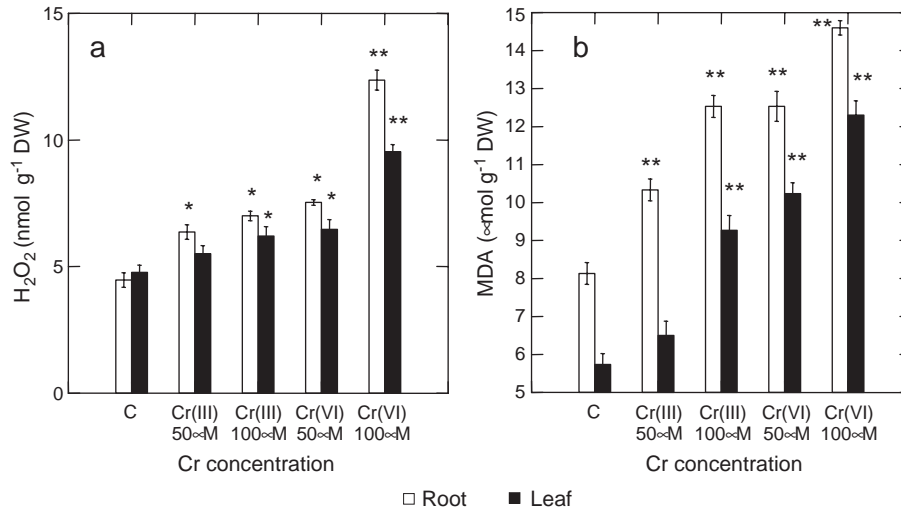 a
H₂O₂ (nmol g⁻¹ DW)
15
10
5
0
*
*
*
*
*
**
**
C
Cr(III) 50∝M
Cr(III) 100∝M
Cr(VI) 50∝M
Cr(VI) 100∝M
Cr concentration
b
MDA (∝mol g⁻¹ DW)
15
14
13
12
11
10
9
8
7
6
5
**
**
**
**
**
**
**
C
Cr(III) 50∝M
Cr(III) 100∝M
Cr(VI) 50∝M
Cr(VI) 100∝M
Cr concentration
Root
Leaf